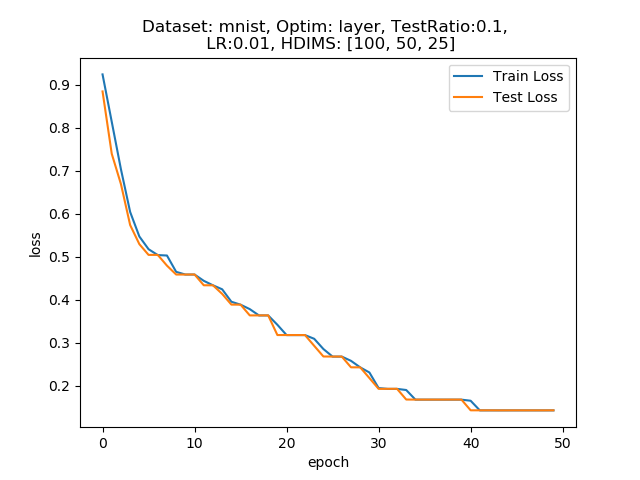 Dataset: mnist, Optim: layer, TestRatio:0.1,
LR:0.01, HDIMS: [100, 50, 25]
Train Loss
Test Loss
0.9
0.8
0.7
0.6
0.5
0.4
0.3
0.2
loss
0 10 20 30 40 50
epoch